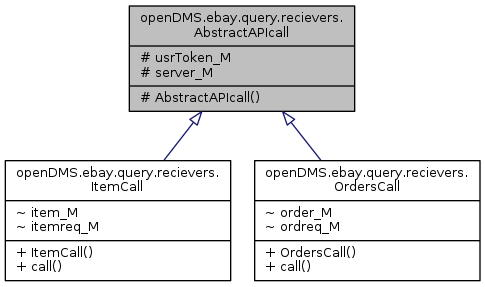 openDMS.ebay.query.recievers.
AbstractAPIcall
# usrToken_M
# server_M
# AbstractAPIcall()
openDMS.ebay.query.recievers.
ItemCall
~ item_M
~ itemreq_M
+ ItemCall()
+ call()
openDMS.ebay.query.recievers.
OrdersCall
~ order_M
~ ordreq_M
+ OrdersCall()
+ call()